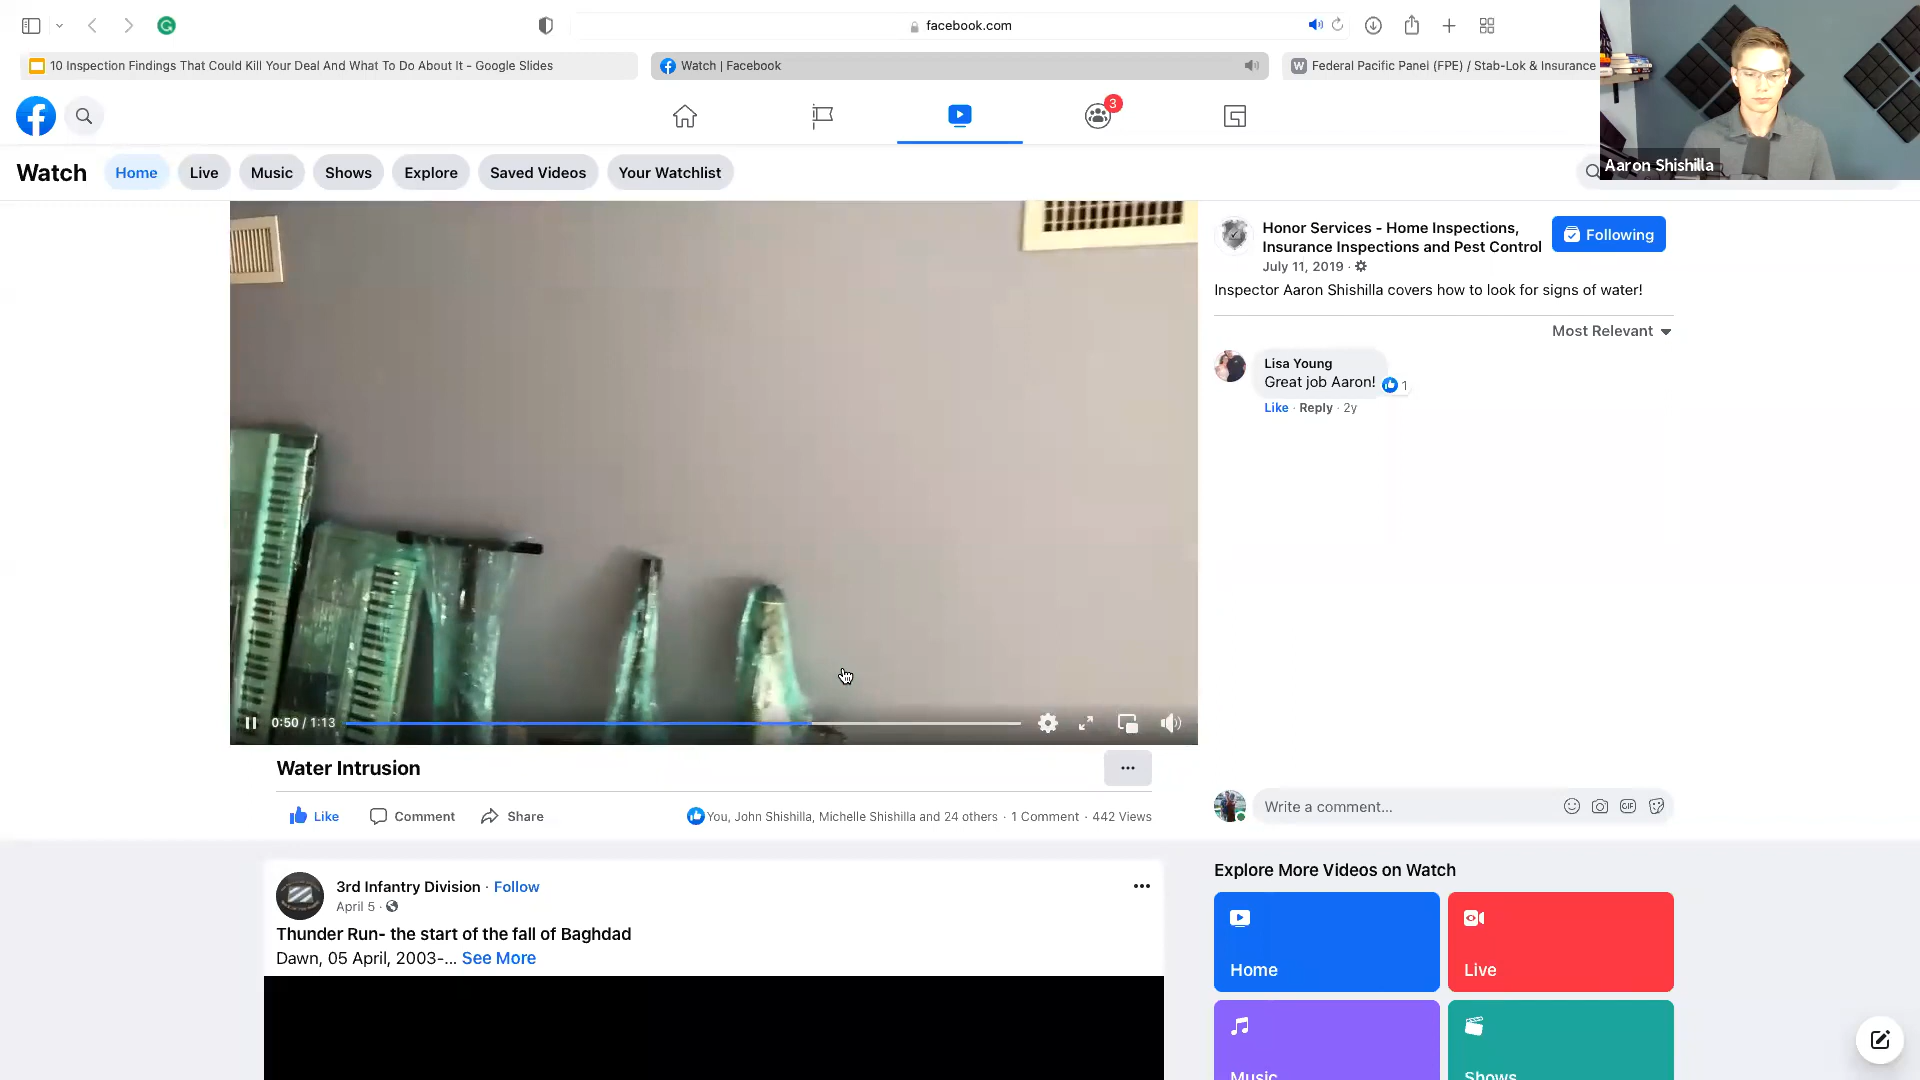 facebook.com
10 Inspection Findings That Could Kill Your Deal And What To Do About It - Google Slides
Watch | Facebook
W Federal Pacific Panel (FPE) / Stab-Lok & Insurance
3
Aaron Shishilla
Watch
Home
Live
Music
Shows
Explore
Saved Videos
Your Watchlist
Honor Services - Home Inspections,
Insurance Inspections and Pest Control
Following
July 11, 2019 ·
Inspector Aaron Shishilla covers how to look for signs of water!
Most Relevant
Lisa Young
Great job Aaron!
1
Like · Reply · 2y
0:50 / 1:13
Water Intrusion
Like
Comment
Share
You, John Shishilla, Michelle Shishilla and 24 others · 1 Comment · 442 Views
Write a comment...
GIF
3rd Infantry Division · Follow
April 5 ·
Thunder Run- the start of the fall of Baghdad
Dawn, 05 April, 2003-... See More
Explore More Videos on Watch
Home
Live
Music
Shows